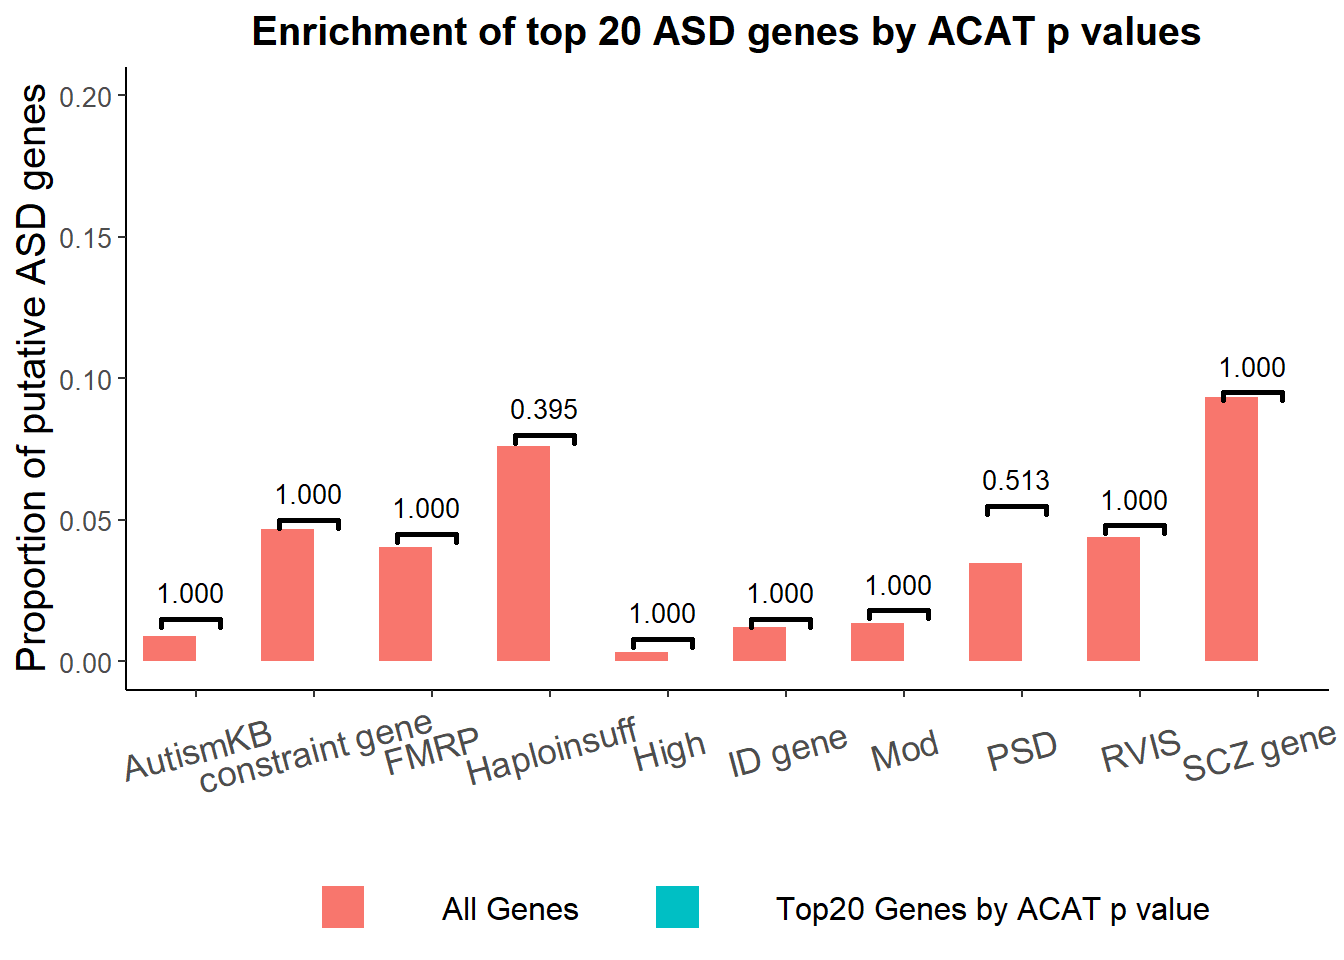 Enrichment of top 20 ASD genes by ACAT p values
Proportion of putative ASD genes
0.20
0.15
0.10
0.05
0.00
1.000
1.000
1.000
0.395
1.000
1.000
1.000
0.513
1.000
1.000
AutismKB
constraint gene
FMRP
Haploinsuff
High
ID gene
Mod
PSD
RVIS
SCZ gene
All Genes
Top20 Genes by ACAT p value